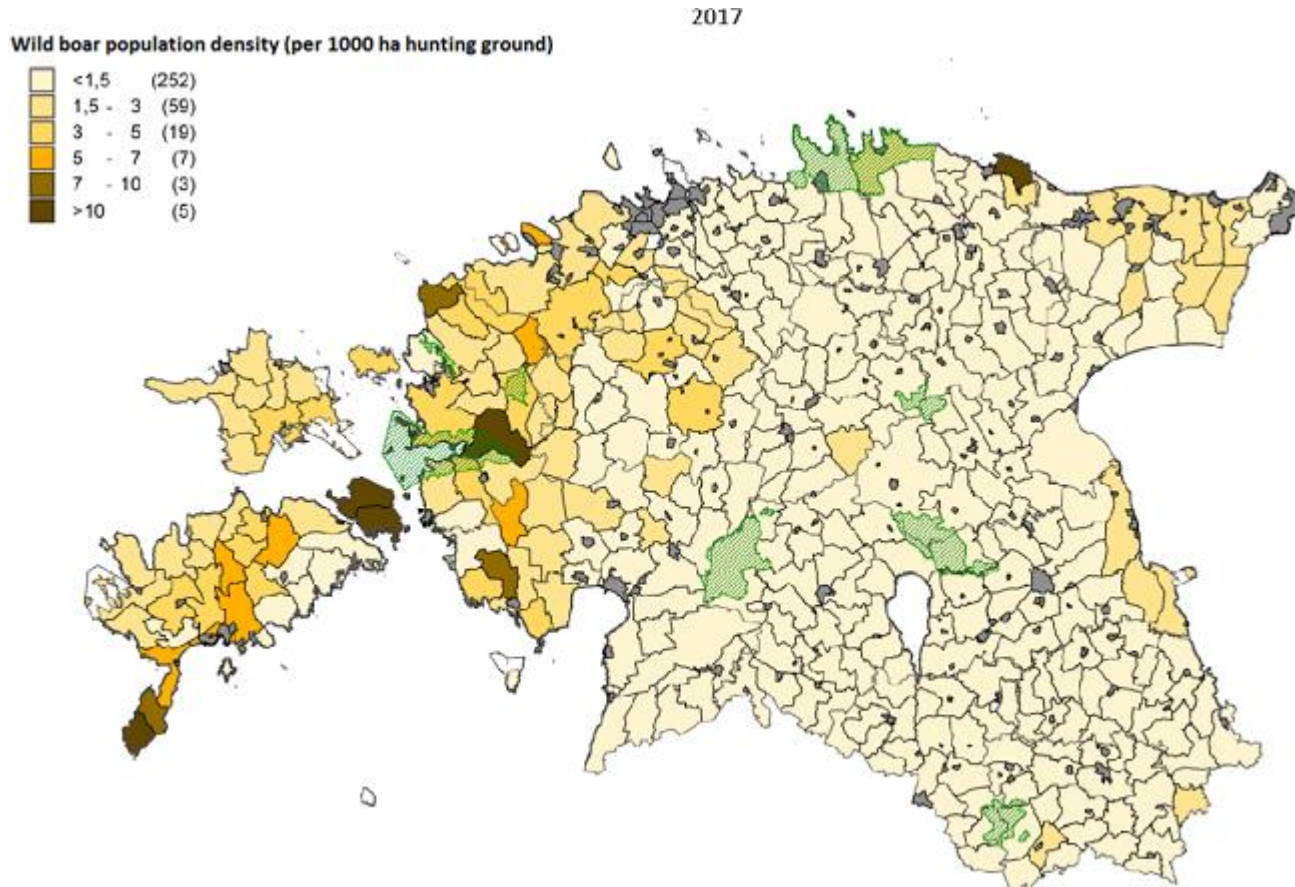 2017
Wild boar population density (per 1000 ha hunting ground)
<1,5 (252)
1,5 - 3 (59)
3 - 5 (19)
5 - 7 (7)
7 - 10 (3)
>10 (5)